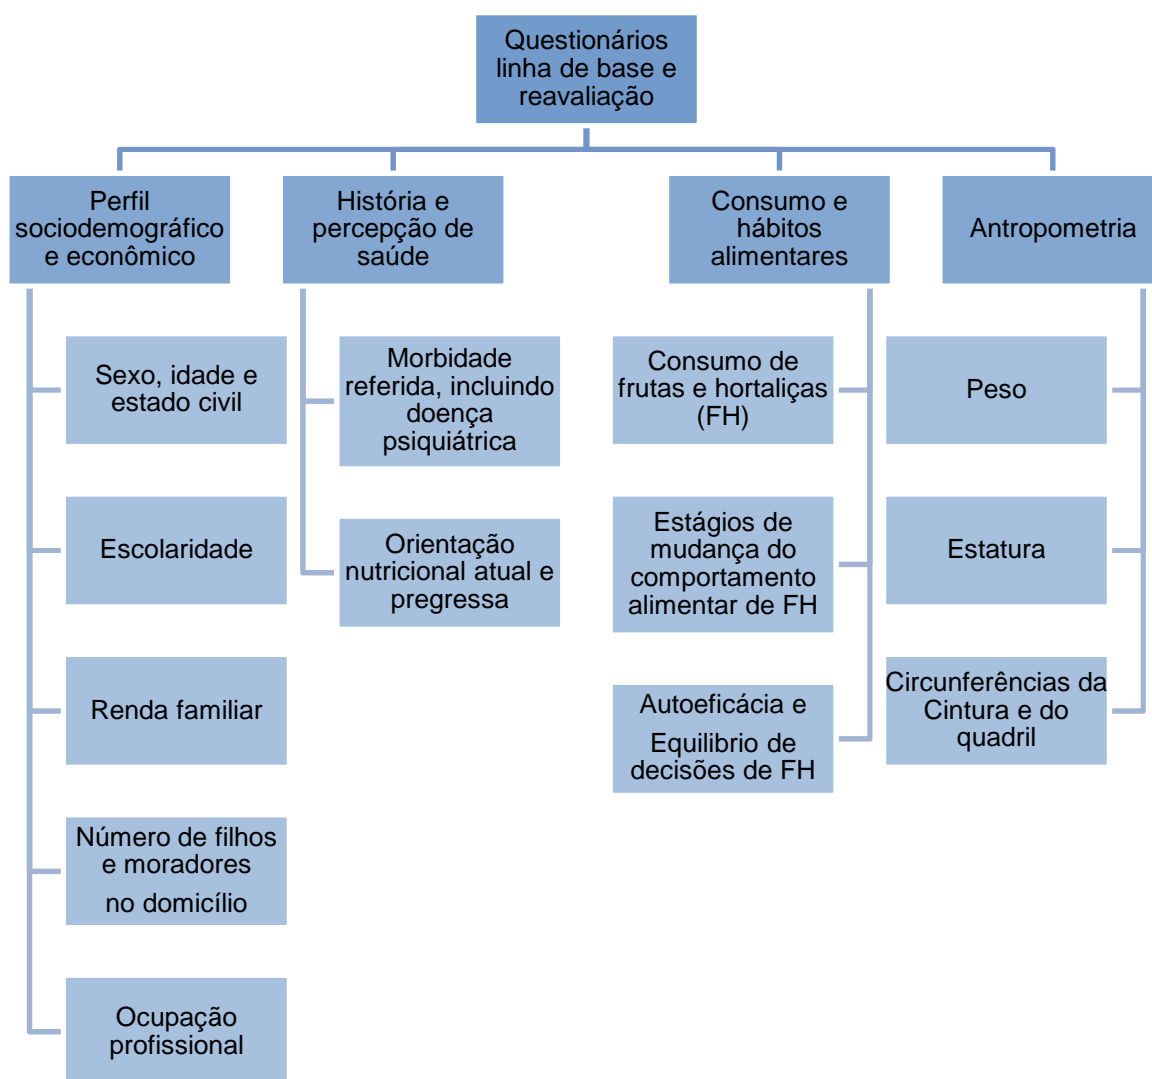 Questionários
linha de base e
reavaliação
Perfil
sociodemográfico
e econômico
História e
percepção de
saúde
Consumo e
hábitos
alimentares
Antropometria
Sexo, idade e
estado civil
Escolaridade
Renda familiar
Número de filhos
e moradores
no domicílio
Ocupação
profissional
Morbidade
referida, incluindo
doença
psiquiátrica
Orientação
nutricional atual e
pregressa
Consumo de
frutas e hortaliças
(FH)
Estágios de
mudança do
comportamento
alimentar de FH
Autoeficácia e
Equilibrio de
decisões de FH
Peso
Estatura
Circunferências da
Cintura e do
quadril